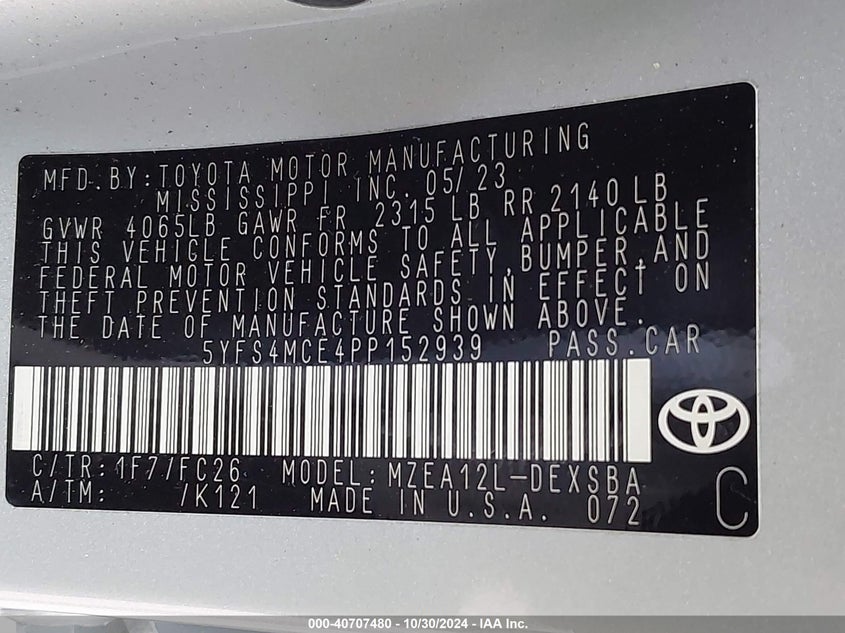 MFD.BY:TOYOTA MOTOR MANUFACTURING
MISSISSIPPI INC. 05/23
GVWR 4065LB GAWR FR 2315 LB RR 2140 LB
THIS VEHICLE CONFORMS TO ALL APPLICABLE
FEDERAL MOTOR VEHICLE SAFETY,BUMPER,AND
THEFT PREVENTION STANDARDS IN EFFECT ON
THE DATE OF MANUFACTURE SHOWN ABOVE.
5YFS4MCE4PP152939 PASS.CAR
C/TR:1F7/FC26 MODEL:MZEA12L-DEXSBA
A/TM: /K121 MADE IN U.S.A. 072
C
000-40707480 - 10/30/2024 - IAA Inc.